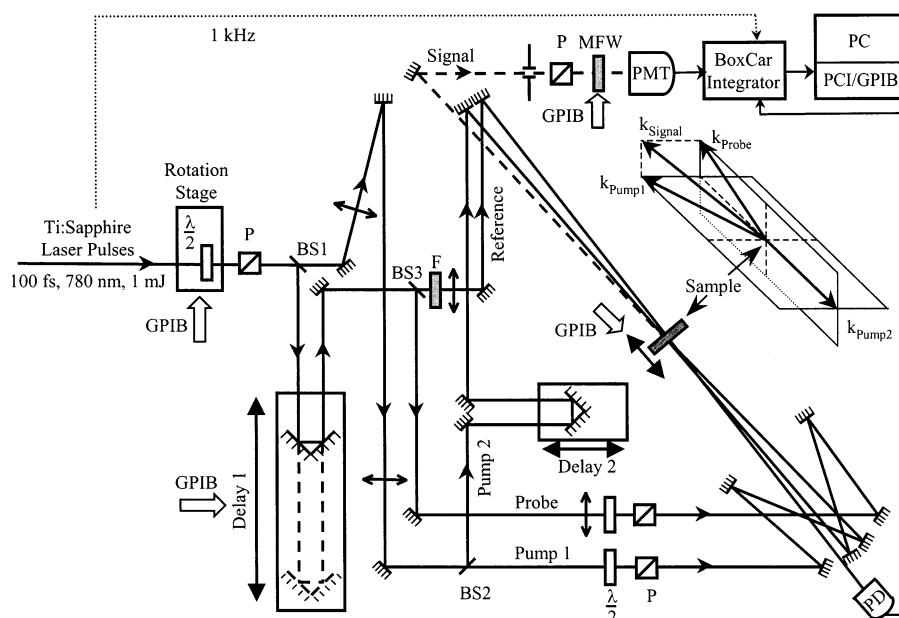 1 kHz
Signal
P
MFW
PMT
BoxCar
Integrator
PC
PCI/GPIB
GPIB
k_Signal
k_Probe
k_Pump1
Rotation
Stage
λ/2
P
Ti:Sapphire
Laser Pulses
100 fs, 780 nm, 1 mJ
GPIB
BS1
BS3
F
Reference
Sample
GPIB
k_Pump2
Delay 1
GPIB
Pump 2
Delay 2
Probe
Pump 1
BS2
λ/2
P
PD